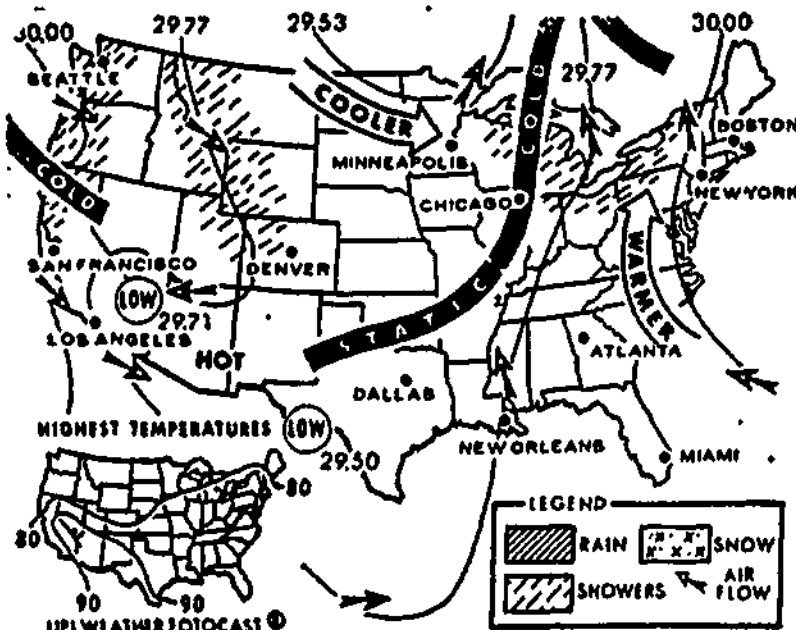 30.00
29.77
29.53
30.00
SEATTLE
COOLER
29.77
COLD
MINNEAPOLIS
BOSTON
COLD
CHICAGO
NEW YORK
SAN FRANCISCO
DENVER
WARMER
LOW
29.71
STATIC
LOS ANGELES
HOT
ATLANTA
DALLAS
HIGHEST TEMPERATURES
LOW
29.50
NEW ORLEANS
MIAMI
80
80
90
90
UPI WEATHER FOTOCAST
LEGEND
RAIN
SNOW
SHOWERS
AIR
FLOW